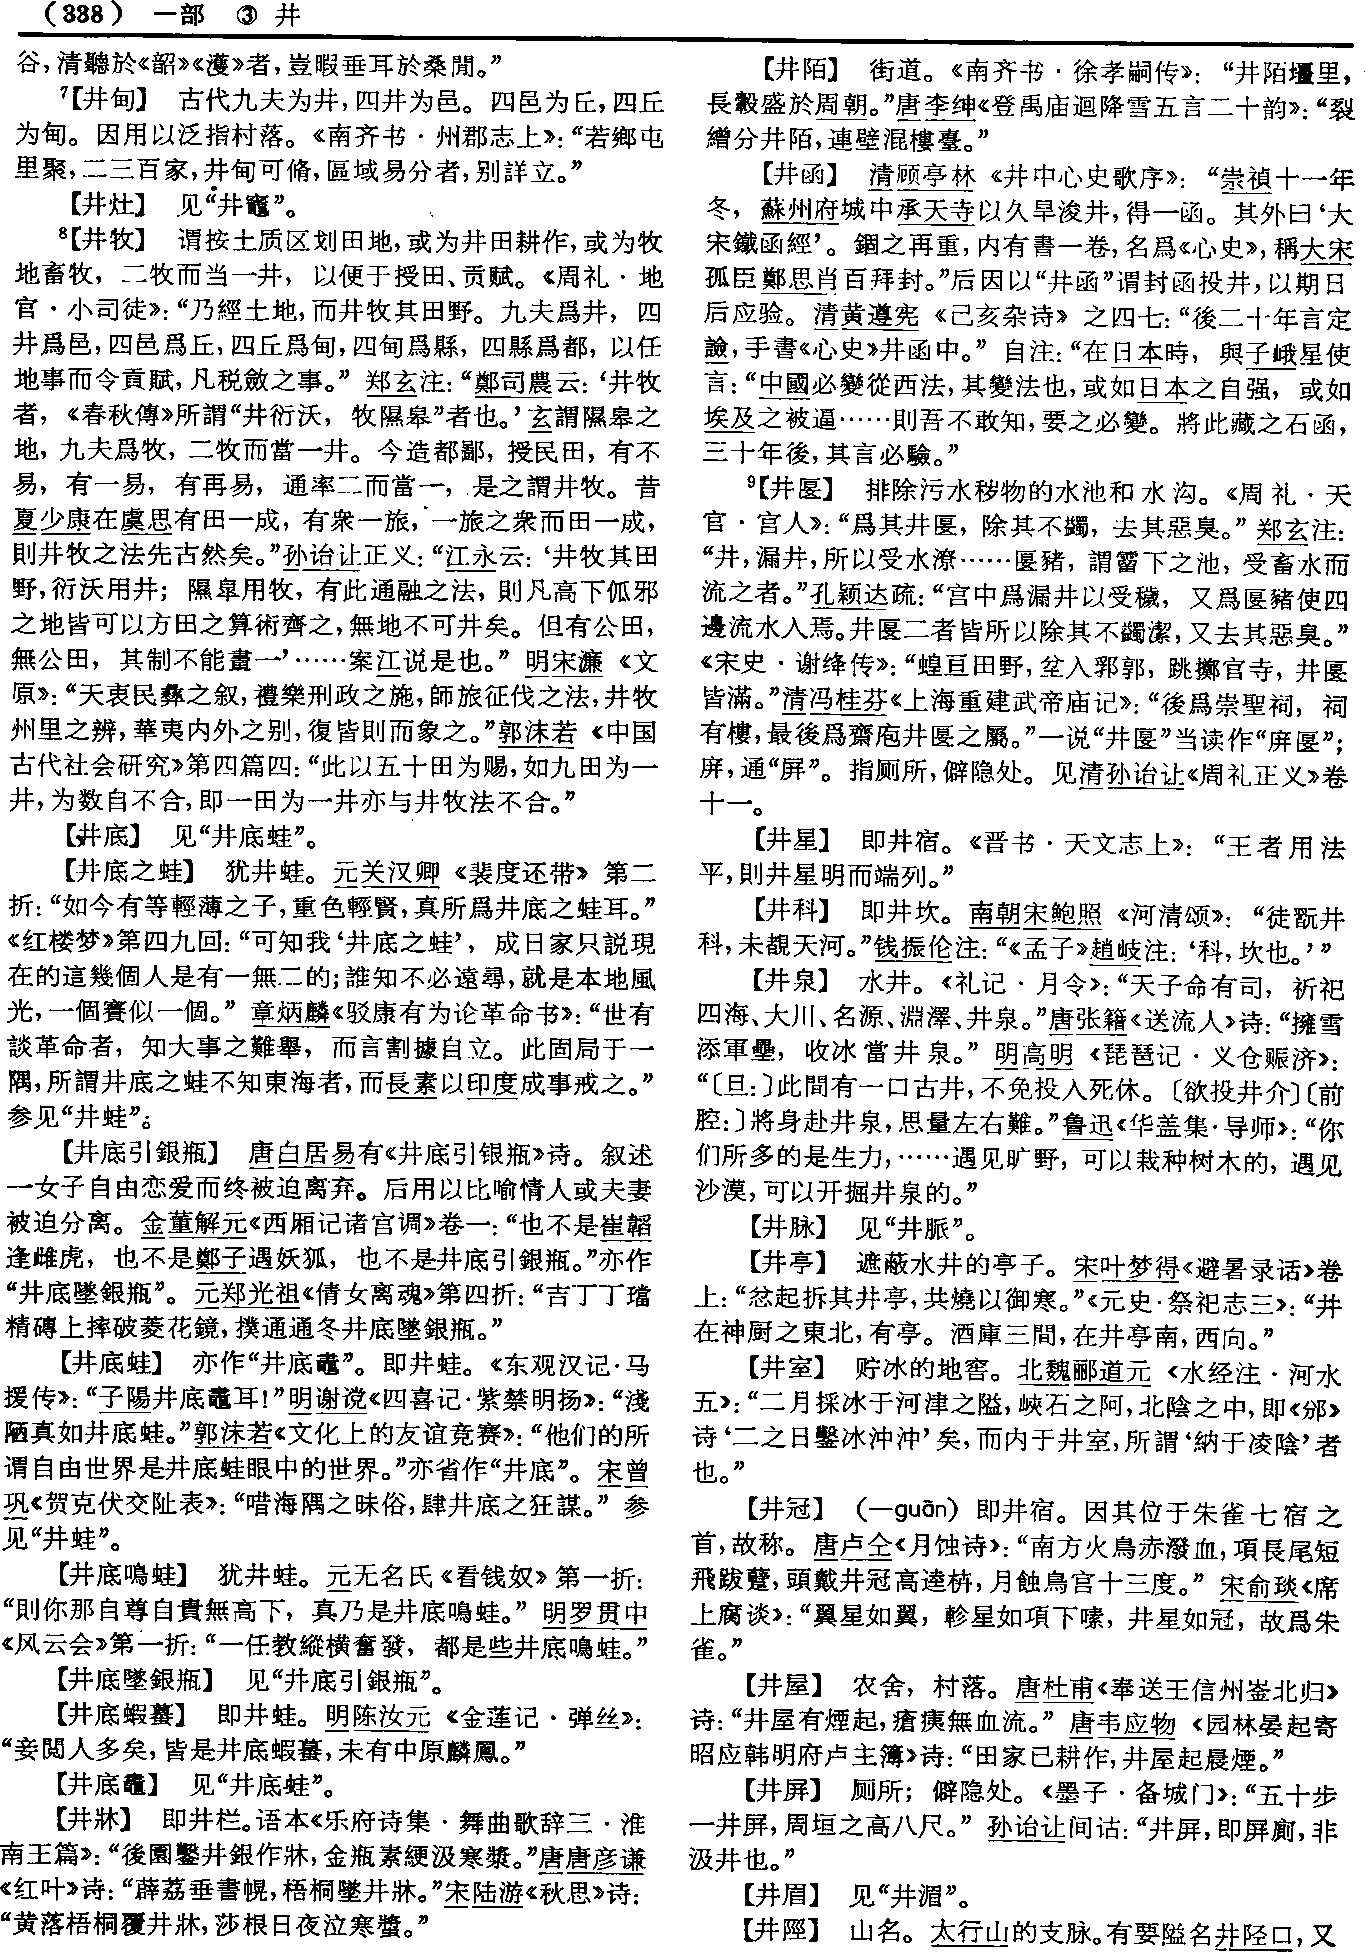 （338） 一部 ③ 井
谷，清聽於《韶》《濩》者，豈暇垂耳於桑閒。”
⁷【井甸】 古代九夫为井，四井为邑。四邑为丘，四丘
为甸。因用以泛指村落。《南齐书·州郡志上》：“若鄉屯
里聚，二三百家，井甸可脩，區域易分者，别詳立。”
【井灶】 见“井竈”。
⁸【井牧】 谓按土质区划田地，或为井田耕作，或为牧
地畜牧，二牧而当一井，以便于授田、贡赋。《周礼·地
官·小司徒》：“乃經土地，而井牧其田野。九夫爲井，四
井爲邑，四邑爲丘，四丘爲甸，四甸爲縣，四縣爲都，以任
地事而令貢賦，凡税斂之事。”郑玄注：“鄭司農云：‘井牧
者，《春秋傳》所謂“井衍沃，牧隰皋”者也。’玄謂隰皋之
地，九夫爲牧，二牧而當一井。今造都鄙，授民田，有不
易，有一易，有再易，通率二而當一，是之謂井牧。昔
夏少康在虞思有田一成，有衆一旅，一旅之衆而田一成，
則井牧之法先古然矣。”孙诒让正义：“江永云：‘井牧其田
野，衍沃用井；隰皋用牧，有此通融之法，則凡高下伍邪
之地皆可以方田之算術齊之，無地不可井矣。但有公田，
無公田，其制不能畫一’……案江说是也。”明宋濂《文
原》：“天衷民彝之叙，禮樂刑政之施，師旅征伐之法，井牧
州里之辨，華夷内外之别，復皆則而象之。”郭沫若《中国
古代社会研究》第四篇四：“此以五十田为赐，如九田为一
井，为数自不合，即一田为一井亦与井牧法不合。”
【井底】 见“井底蛙”。
【井底之蛙】 犹井蛙。元关汉卿《裴度还带》第二
折：“如今有等輕薄之子，重色輕賢，真所爲井底之蛙耳。”
《红楼梦》第四九回：“可知我‘井底之蛙’，成日家只説現
在的這幾個人是有一無二的；誰知不必遠尋，就是本地風
光，一個賽似一個。”章炳麟《驳康有为论革命书》：“世有
談革命者，知大事之難舉，而言割據自立。此固局于一
隅，所謂井底之蛙不知東海者，而長素以印度成事戒之。”
参见“井蛙”。
【井底引銀瓶】 唐白居易有《井底引银瓶》诗。叙述
一女子自由恋爱而终被迫离弃。后用以比喻情人或夫妻
被迫分离。金董解元《西厢记诸宫调》卷一：“也不是崔韜
逢雌虎，也不是鄭子遇妖狐，也不是井底引銀瓶。”亦作
“井底墜銀瓶”。元郑光祖《倩女离魂》第四折：“吉丁丁璫
精磚上摔破菱花鏡，撲通通冬井底墜銀瓶。”
【井底蛙】 亦作“井底鼃”。即井蛙。《东观汉记·马
援传》：“子陽井底鼃耳！”明谢谠《四喜记·紫禁明扬》：“淺
陋真如井底蛙。”郭沫若《文化上的友谊竞赛》：“他们的所
谓自由世界是井底蛙眼中的世界。”亦省作“井底”。宋曾
巩《贺克伏交阯表》：“唶海隅之昧俗，肆井底之狂謀。”参
见“井蛙”。
【井底鳴蛙】 犹井蛙。元无名氏《看钱奴》第一折：
“則你那自尊自貴無高下，真乃是井底鳴蛙。”明罗贯中
《风云会》第一折：“一任教縱横奮發，都是些井底鳴蛙。”
【井底墜銀瓶】 见“井底引銀瓶”。
【井底蝦蟇】 即井蛙。明陈汝元《金莲记·弹丝》：
“妾閲人多矣，皆是井底蝦蟇，未有中原麟鳳。”
【井底鼃】 见“井底蛙”。
【井牀】 即井栏。语本《乐府诗集·舞曲歌辞三·淮
南王篇》：“後園鑿井銀作牀，金瓶素綆汲寒漿。”唐唐彦谦
《红叶》诗：“薜荔垂書幌，梧桐墜井牀。”宋陆游《秋思》诗：
“黄落梧桐覆井牀，莎根日夜泣寒螿。”
【井陌】 街道。《南齐书·徐孝嗣传》：“井陌壃里，
長轂盛於周朝。”唐李绅《登禹庙迴降雪五言二十韵》：“裂
繒分井陌，連璧混樓臺。”
【井函】 清顾亭林《井中心史歌序》：“崇禎十一年
冬，蘇州府城中承天寺以久旱浚井，得一函。其外曰‘大
宋鐵函經’。錮之再重，内有書一卷，名爲《心史》，稱大宋
孤臣鄭思肖百拜封。”后因以“井函”谓封函投井，以期日
后应验。清黄遵宪《己亥杂诗》之四七：“後二十年言定
譣，手書《心史》井函中。”自注：“在日本時，與子峨星使
言：“中國必變從西法，其變法也，或如日本之自强，或如
埃及之被逼……則吾不敢知，要之必變。將此藏之石函，
三十年後，其言必驗。”
⁹【井匽】 排除污水秽物的水池和水沟。《周礼·天
官·宫人》：“爲其井匽，除其不蠲，去其惡臭。”郑玄注：
“井，漏井，所以受水潦……匽豬，謂霤下之池，受畜水而
流之者。”孔颖达疏：“宫中爲漏井以受穢，又爲匽豬使四
邊流水入焉。井匽二者皆所以除其不蠲潔，又去其惡臭。”
《宋史·谢绛传》：“蝗亘田野，坌入郛郭，跳擲官寺，井匽
皆滿。”清冯桂芬《上海重建武帝庙记》：“後爲崇聖祠，祠
有樓，最後爲齋庖井匽之屬。”一说“井匽”当读作“庰匽”；
庰，通“屏”。指厕所，僻隐处。见清孙诒让《周礼正义》卷
十一。
【井星】 即井宿。《晋书·天文志上》：“王者用法
平，則井星明而端列。”
【井科】 即井坎。南朝宋鲍照《河清颂》：“徒翫井
科，未覩天河。”钱振伦注：“《孟子》趙岐注：‘科，坎也。’”
【井泉】 水井。《礼记·月令》：“天子命有司，祈祀
四海、大川、名源、淵澤、井泉。”唐张籍《送流人》诗：“擁雪
添軍壘，收冰當井泉。”明高明《琵琶记·义仓赈济》：
“〔旦：〕此間有一口古井，不免投入死休。〔欲投井介〕〔前
腔：〕將身赴井泉，思量左右難。”鲁迅《华盖集·导师》：“你
们所多的是生力，……遇见旷野，可以栽种树木的，遇见
沙漠，可以开掘井泉的。”
【井脉】 见“井脈”。
【井亭】 遮蔽水井的亭子。宋叶梦得《避暑录话》卷
上：“忿起拆其井亭，共燒以御寒。”《元史·祭祀志三》：“井
在神厨之東北，有亭。酒庫三間，在井亭南，西向。”
【井室】 贮冰的地窖。北魏郦道元《水经注·河水
五》：“二月採冰于河津之隘，峽石之阿，北陰之中，即《邠》
诗‘二之日鑿冰沖沖’矣，而内于井室，所謂‘納于凌陰’者
也。”
【井冠】 （—guān）即井宿。因其位于朱雀七宿之
首，故称。唐卢仝《月蚀诗》：“南方火鳥赤潑血，項長尾短
飛跋躠，頭戴井冠高逵枿，月蝕鳥宫十三度。”宋俞琰《席
上腐谈》：“翼星如翼，軫星如項下嗉，井星如冠，故爲朱
雀。”
【井屋】 农舍，村落。唐杜甫《奉送王信州崟北归》
诗：“井屋有煙起，瘡痍無血流。”唐韦应物《园林晏起寄
昭应韩明府卢主簿》诗：“田家已耕作，井屋起晨煙。”
【井屏】 厕所；僻隐处。《墨子·备城门》：“五十步
一井屏，周垣之高八尺。”孙诒让间诂：“井屏，即屏廁，非
汲井也。”
【井眉】 见“井湄”。
【井陘】 山名。太行山的支脉。有要隘名井陉口，又